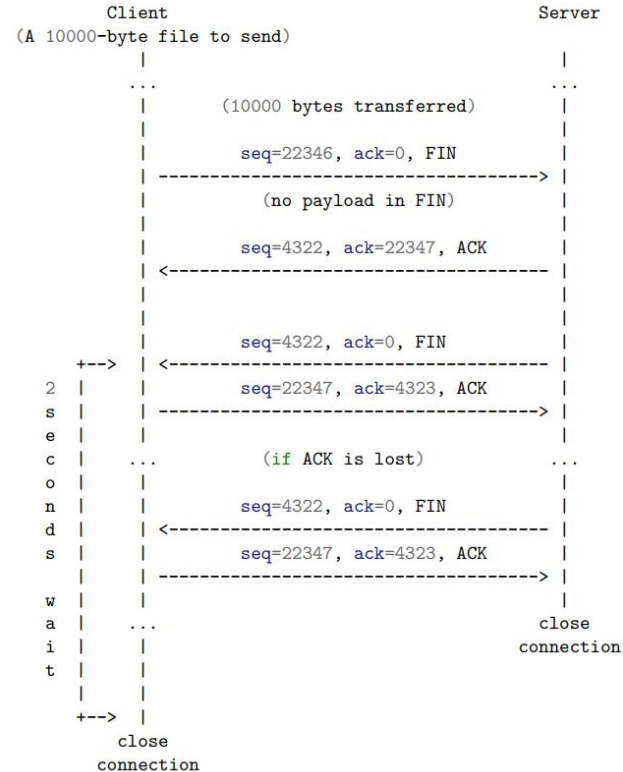 Client Server
(A 10000-byte file to send)
| |
... ...
| (10000 bytes transferred) |
| |
| seq=22346, ack=0, FIN |
| -----------------------------------> |
| (no payload in FIN) |
| |
| seq=4322, ack=22347, ACK |
| <----------------------------------- |
| |
| |
| seq=4322, ack=0, FIN |
+--> | <----------------------------------- |
2 | | seq=22347, ack=4323, ACK |
s | | -----------------------------------> |
e | | |
c | ... (if ACK is lost) ...
o | | |
n | | seq=4322, ack=0, FIN |
d | | <----------------------------------- |
s | | seq=22347, ack=4323, ACK |
| | -----------------------------------> |
w | | |
a | ... close
i | | connection
t | |
| |
+--> |
close
connection